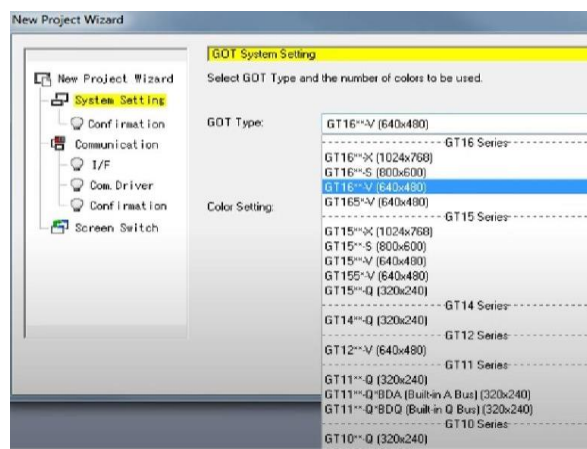 New Project Wizard
GOT System Setting
New Project Wizard
System Setting
Confirmation
Communication
I/F
Com. Driver
Confirmation
Screen Switch
Select GOT Type and the number of colors to be used.
GOT Type:
GT16**-V (640x480)
GT16 Series
GT16**-X (1024x768)
GT16**-S (800x600)
GT16**-V (640x480)
GT165*-V (640x480)
GT15 Series
GT15**-X (1024x768)
GT15**-S (800x600)
GT15**-V (640x480)
GT155*-V (640x480)
GT15**-Q (320x240)
GT14 Series
GT14**-Q (320x240)
GT12 Series
GT12**-V (640x480)
GT11 Series
GT11**-Q (320x240)
GT11**-Q*BDA (Built-in A Bus) (320x240)
GT11**-Q*BDQ (Built-in Q Bus) (320x240)
GT10 Series
GT10**-Q (320x240)
Color Setting: